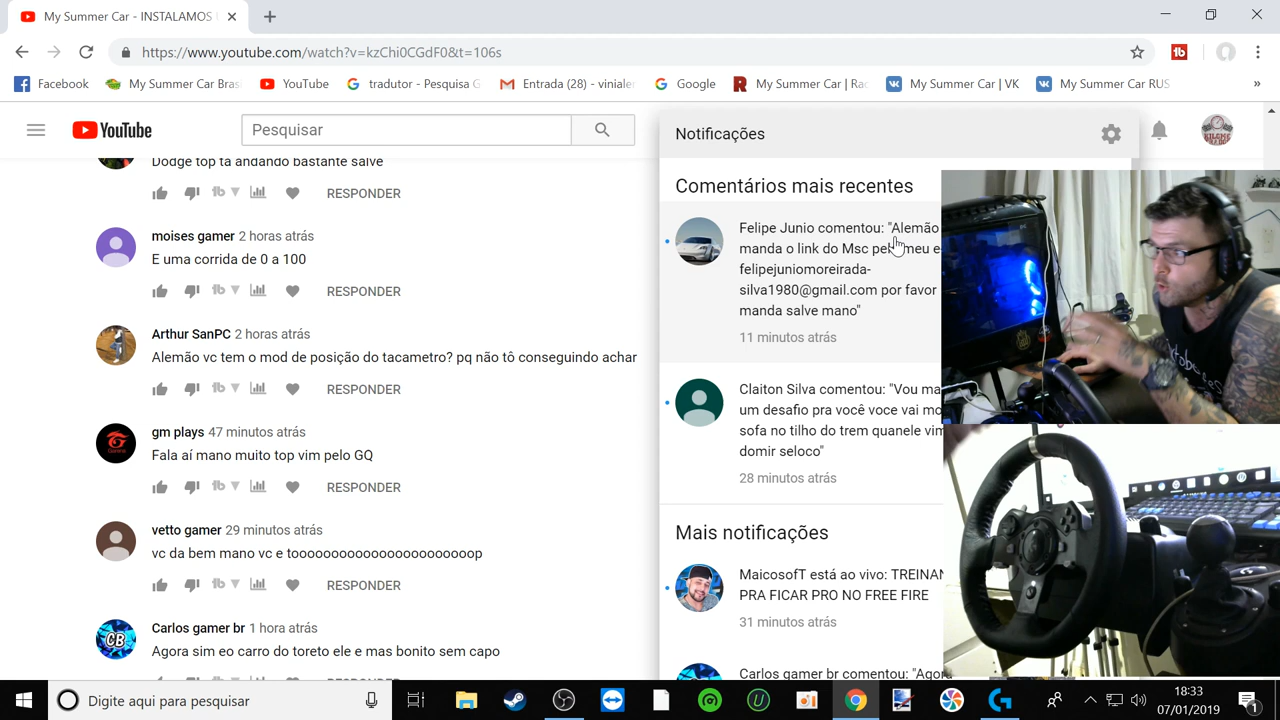 My Summer Car - INSTALAMOS
https://www.youtube.com/watch?v=kzChi0CGdF0&t=106s
Facebook
My Summer Car Bras
YouTube
tradutor - Pesquisa G
Entrada (28) - vinialen
Google
My Summer Car | Rac
My Summer Car | VK
My Summer Car RUS
»
YouTube
Pesquisar
Dodge top ta andando bastante salve
RESPONDER
moises gamer 2 horas atrás
E uma corrida de 0 a 100
RESPONDER
Arthur SanPC 2 horas atrás
Alemão vc tem o mod de posição do tacametro? pq não tô conseguindo achar
RESPONDER
gm plays 47 minutos atrás
Fala aí mano muito top vim pelo GQ
RESPONDER
vetto gamer 29 minutos atrás
vc da bem mano vc e toooooooooooooooooooooop
RESPONDER
Carlos gamer br 1 hora atrás
Agora sim eo carro do toreto ele e mas bonito sem capo
Notificações
Comentários mais recentes
Felipe Junio comentou: "Alemão
manda o link do Msc meu e
felipejuniomoreirada-
silva1980@gmail.com por favor
manda salve mano"
11 minutos atrás
Claiton Silva comentou: "Vou ma
um desafio pra você voce vai mo
sofa no tilho do trem quanele vim
domir seloco"
28 minutos atrás
Mais notificações
MaicosofT está ao vivo: TREINAN
PRA FICAR PRO NO FREE FIRE
31 minutos atrás
Carlos gamer br comentou: "Agora
Digite aqui para pesquisar
18:33
07/01/2019